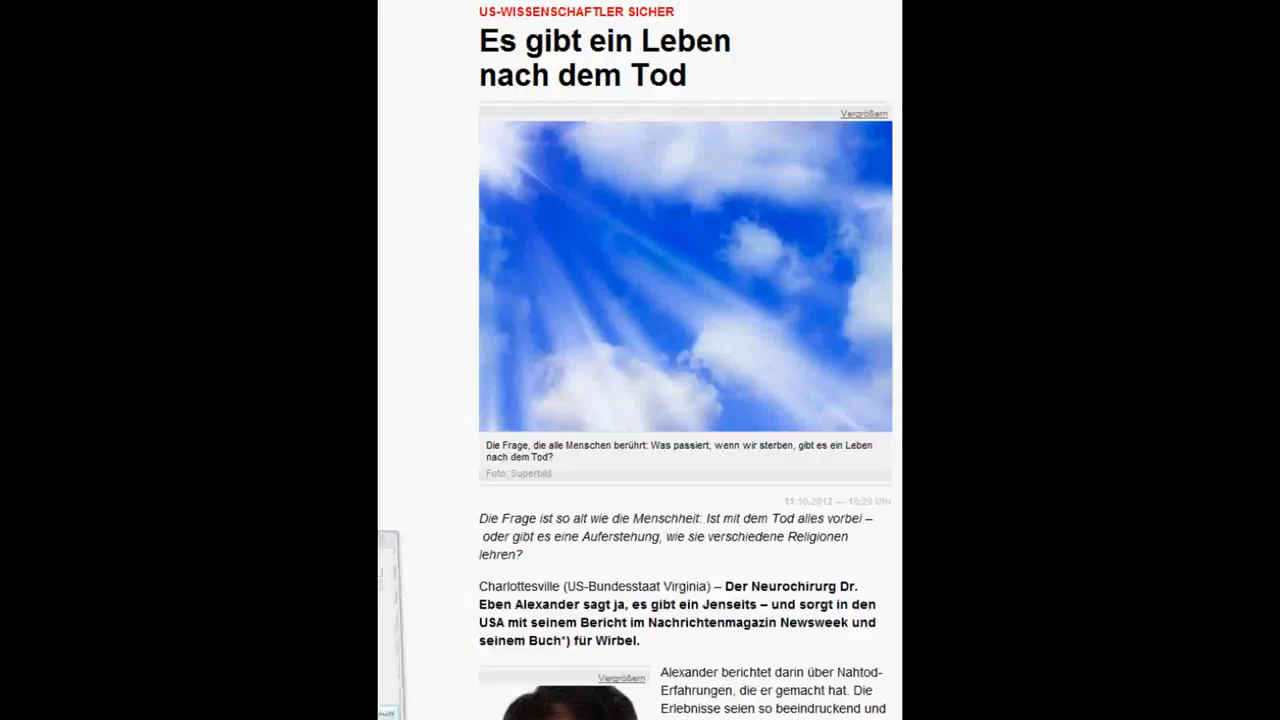 US-WISSENSCHAFTLER SICHER
Es gibt ein Leben
nach dem Tod
Vergrößern
Die Frage, die alle Menschen berührt: Was passiert, wenn wir sterben, gibt es ein Leben
nach dem Tod?
Foto: Superbild
11.10.2012 — 18:20 Uhr
Die Frage ist so alt wie die Menschheit: Ist mit dem Tod alles vorbei –
oder gibt es eine Auferstehung, wie sie verschiedene Religionen
lehren?
Charlottesville (US-Bundesstaat Virginia) – Der Neurochirurg Dr.
Eben Alexander sagt ja, es gibt ein Jenseits – und sorgt in den
USA mit seinem Bericht im Nachrichtenmagazin Newsweek und
seinem Buch*) für Wirbel.
Vergrößern
Alexander berichtet darin über Nahtod-
Erfahrungen, die er gemacht hat. Die
Erlebnisse seien so beeindruckend und